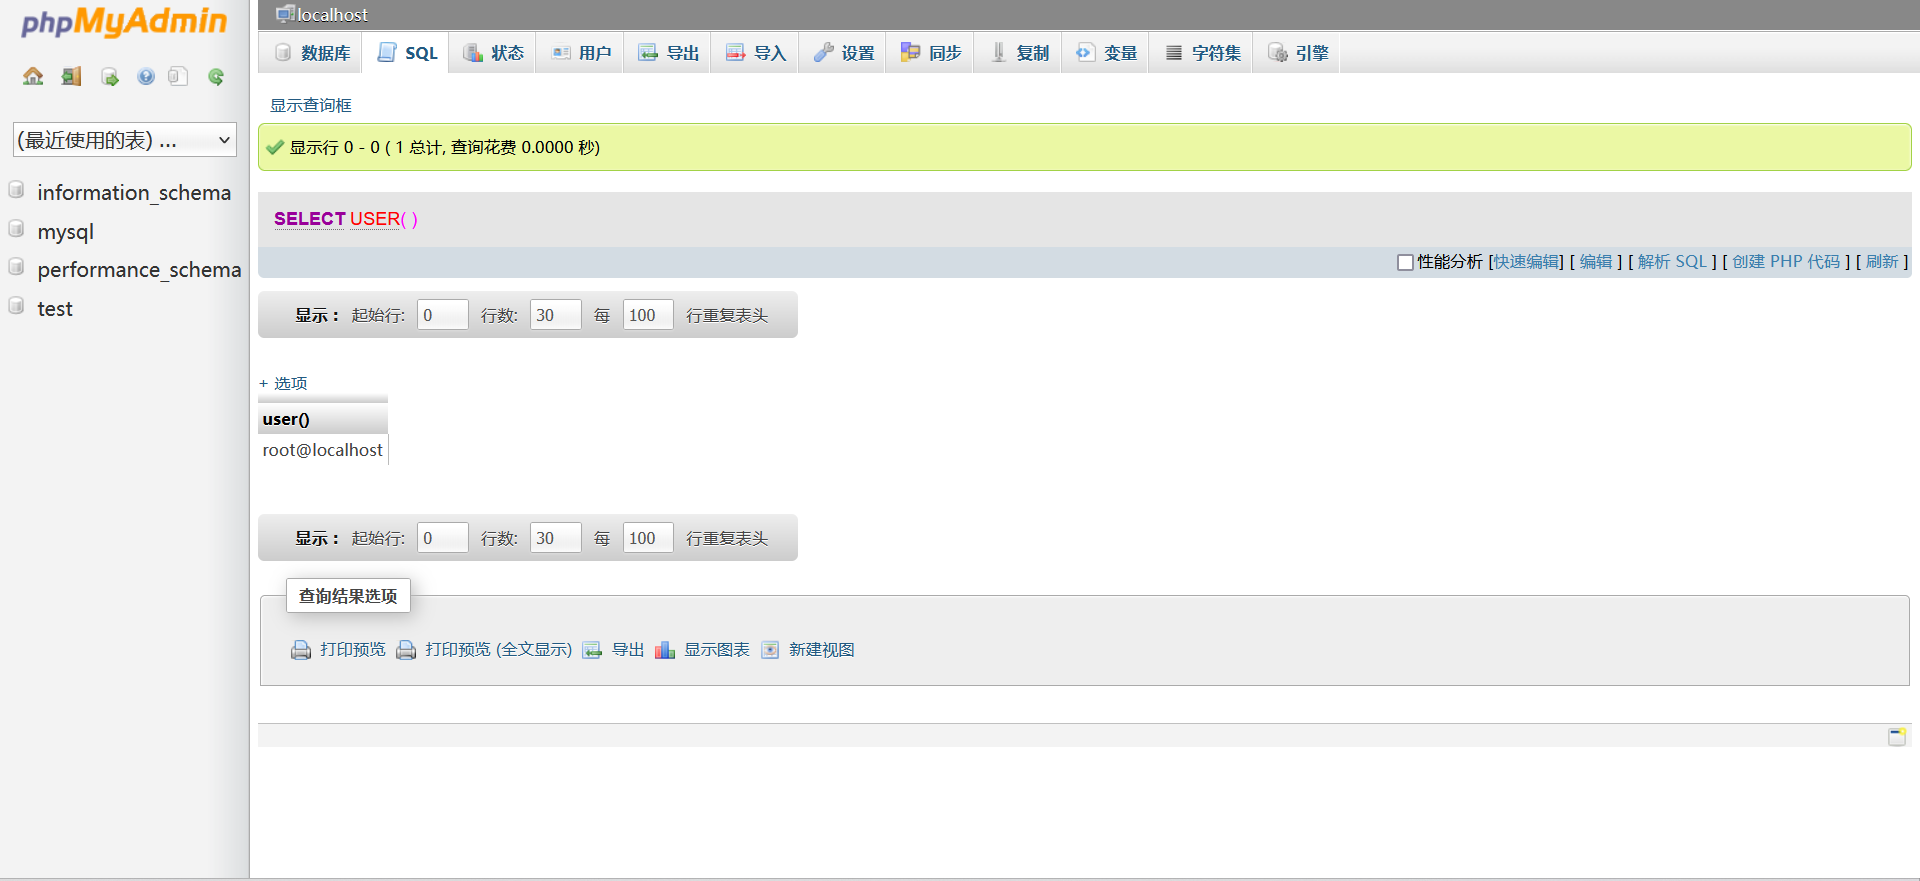 phpMyAdmin
(最近使用的表) ...
information_schema
mysql
performance_schema
test
localhost
数据库 SQL 状态 用户 导出 导入 设置 同步 复制 变量 字符集 引擎
显示查询框
显示行 0 - 0 ( 1 总计, 查询花费 0.0000 秒)
SELECT USER( )
性能分析 [快速编辑] [ 编辑 ] [ 解析 SQL ] [ 创建 PHP 代码 ] [ 刷新 ]
显示 : 起始行: 0 行数: 30 每 100 行重复表头
+ 选项
user()
root@localhost
显示 : 起始行: 0 行数: 30 每 100 行重复表头
查询结果选项
打印预览 打印预览 (全文显示) 导出 显示图表 新建视图